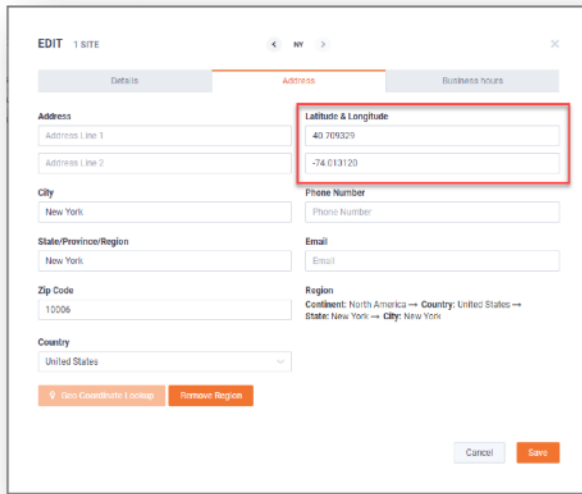 EDIT 1 SITE
< NY >
Details
Address
Business hours
Address
Address Line 1
Address Line 2
Latitude & Longitude
40.709329
-74.013120
City
New York
Phone Number
Phone Number
State/Province/Region
New York
Email
Email
Zip Code
10006
Region
Continent: North America → Country: United States →
State: New York → City: New York
Country
United States
Geo Coordinate Lookup
Remove Region
Cancel
Save